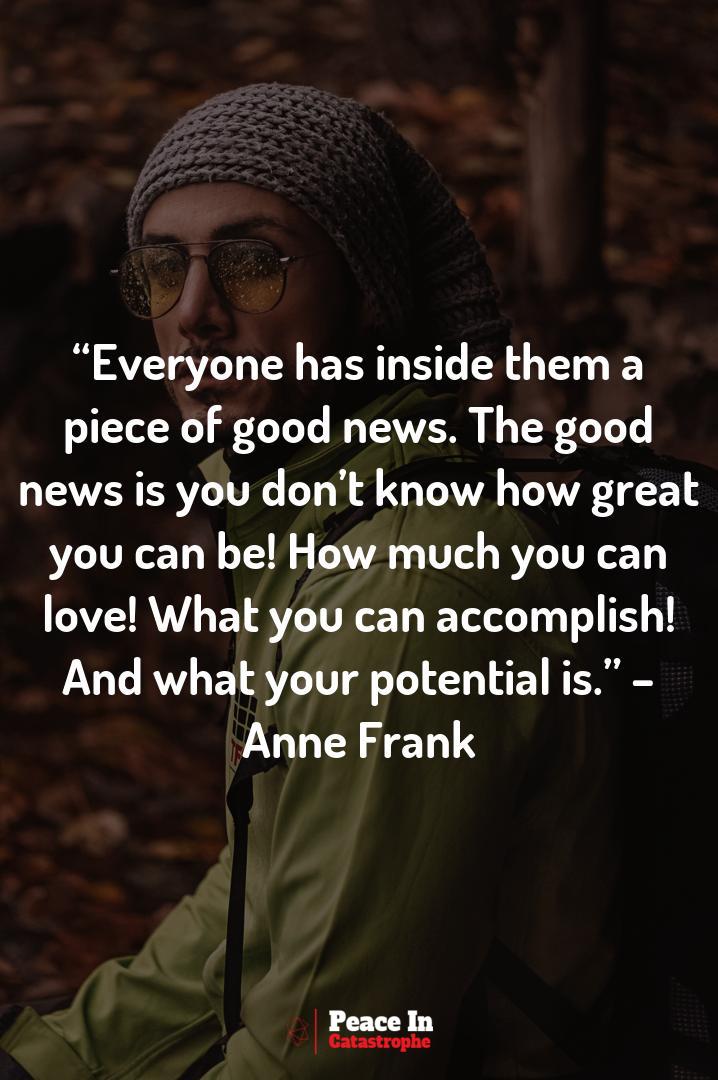 “Everyone has inside them a
piece of good news. The good
news is you don’t know how great
you can be! How much you can
love! What you can accomplish!
And what your potential is.” –
Anne Frank
Peace In
Catastrophe